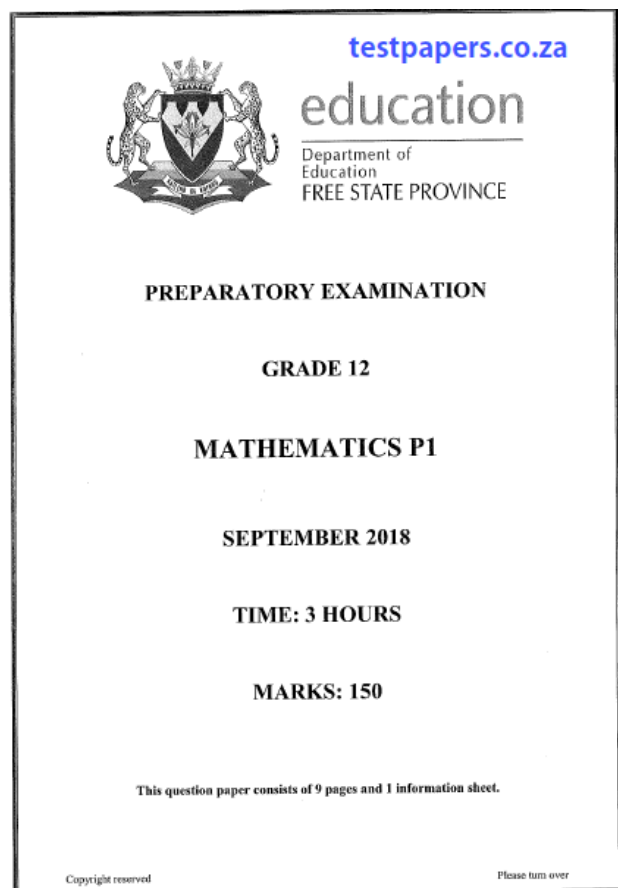 testpapers.co.za
education
Department of
Education
FREE STATE PROVINCE
PREPARATORY EXAMINATION
GRADE 12
MATHEMATICS P1
SEPTEMBER 2018
TIME: 3 HOURS
MARKS: 150
This question paper consists of 9 pages and 1 information sheet.
Copyright reserved
Please turn over